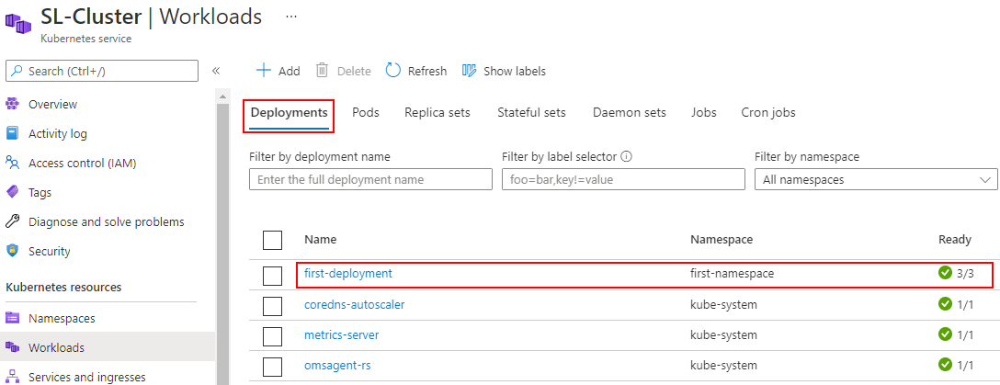 SL-Cluster | Workloads ...
Kubernetes service
Search (Ctrl+/)
«
Add
Delete
Refresh
Show labels
Overview
Activity log
Access control (IAM)
Tags
Diagnose and solve problems
Security
Kubernetes resources
Namespaces
Workloads
Services and ingresses
Deployments
Pods
Replica sets
Stateful sets
Daemon sets
Jobs
Cron jobs
Filter by deployment name
Enter the full deployment name
Filter by label selector
foo=bar,key!=value
Filter by namespace
All namespaces
Name Namespace Ready
first-deployment first-namespace 3/3
coredns-autoscaler kube-system 1/1
metrics-server kube-system 1/1
omsagent-rs kube-system 1/1